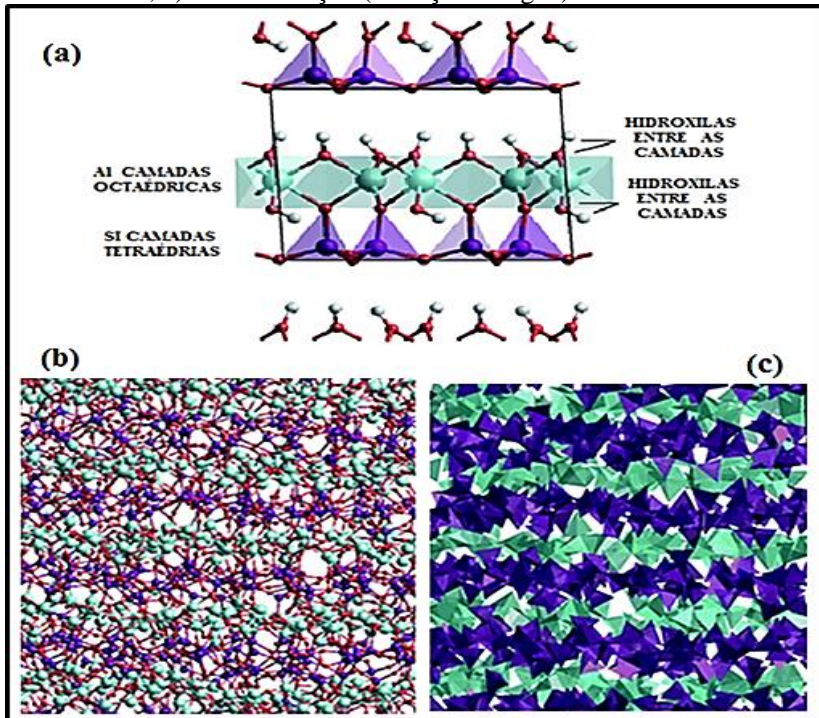 (a)
HIDROXILAS
ENTRE AS
CAMADAS
Al CAMADAS
OCTAÉDRICAS
HIDROXILAS
ENTRE AS
CAMADAS
SI CAMADAS
TETRAÉDRIAS
(b)
(c)